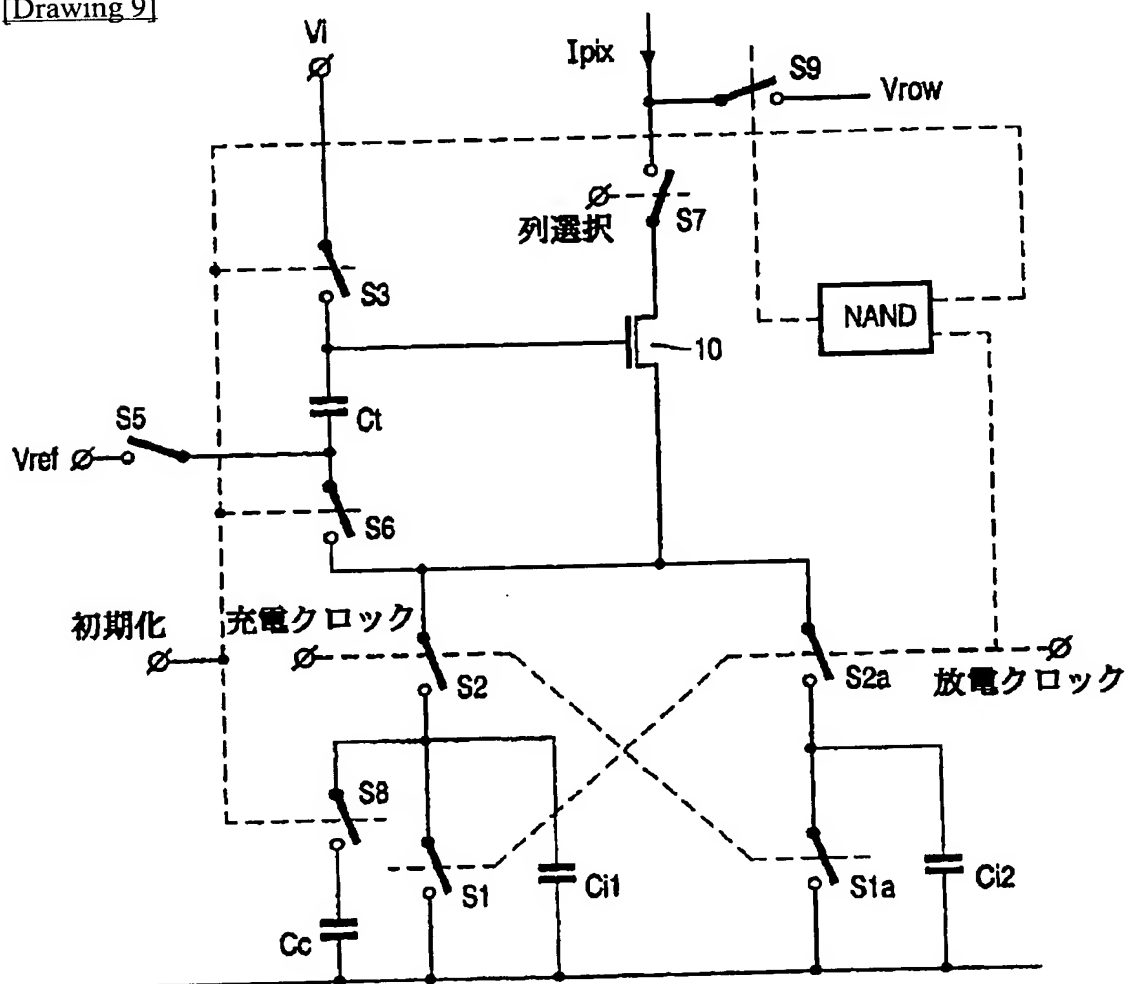 [Drawing 9]
Vi
Ipix
S9
Vrow
列選択
S7
S3
NAND
10
Ct
S5
Vref
S6
初期化
充電クロック
S2
S2a
放電クロック
S8
S1
Ci1
S1a
Ci2
Cc